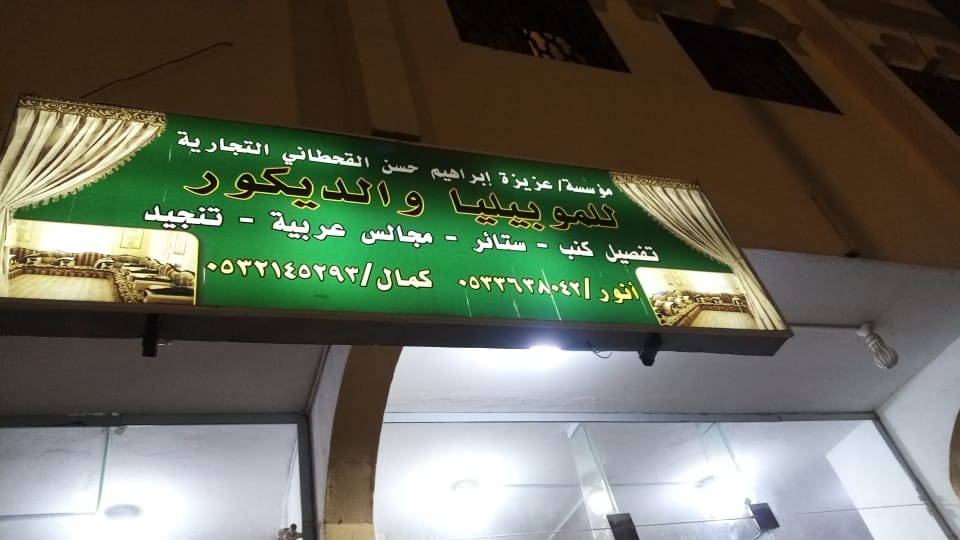 مؤسسة/ عزيزة إبراهيم حسن القحطاني التجارية
للموبيليا والديكور
تفصيل كنب - ستائر - مجالس عربية - تنجيد
أنور /٠٥٣٣٦٣٨٠٤٢ كمال/٠٥٣٢١٤٥٢٩٣